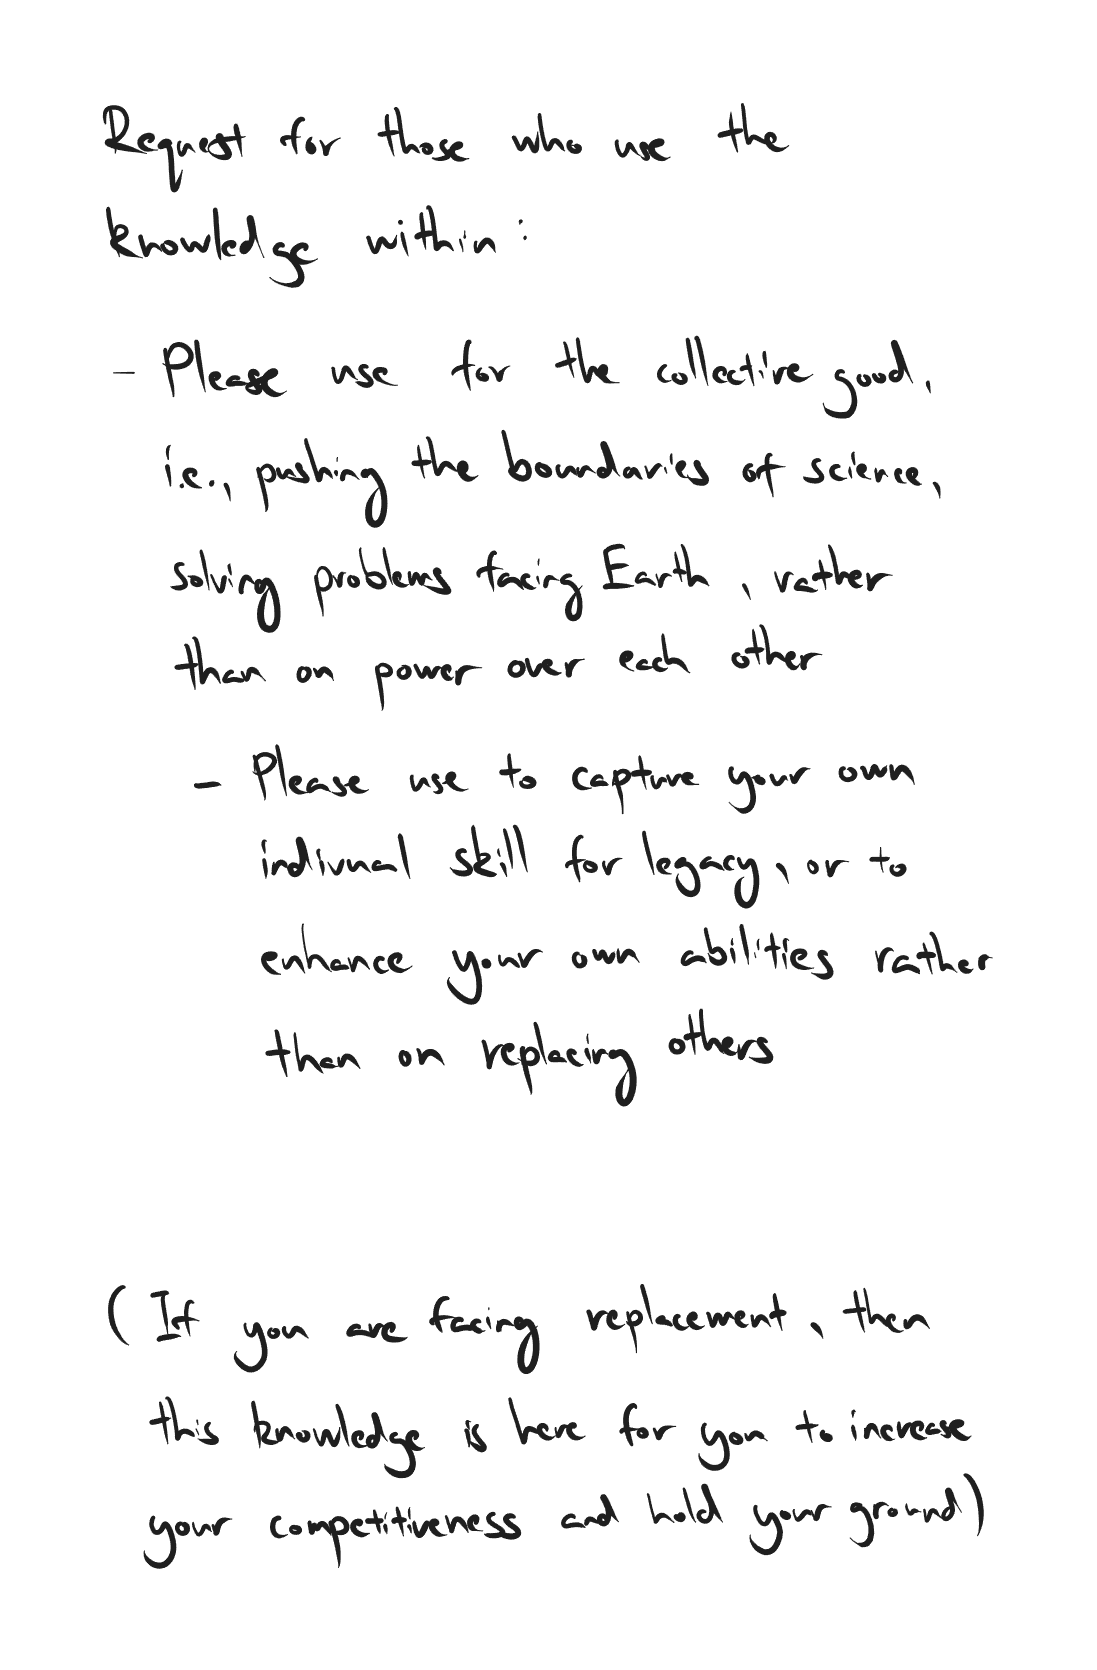 Request for those who use the
knowledge within:
- Please use for the collective good,
i.e., pushing the boundaries of science,
solving problems facing Earth, rather
than on power over each other
- Please use to capture your own
indivual skill for legacy, or to
enhance your own abilities rather
than on replacing others
(If you are facing replacement, then
this knowledge is here for you to increase
your competitiveness and hold your ground)